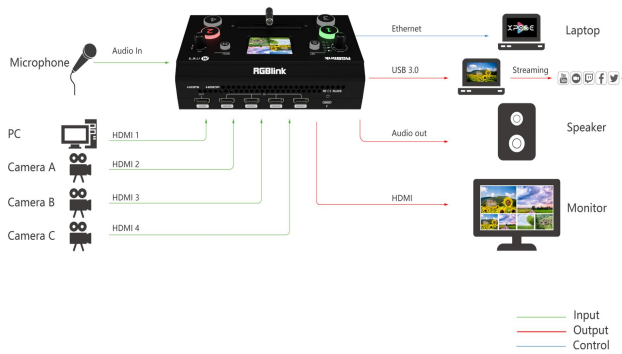 Microphone
Audio In
RGBlink
Ethernet
XPOSE
Laptop
USB 3.0
Streaming
Audio out
Speaker
HDMI
Monitor
PC
HDMI 1
Camera A
HDMI 2
Camera B
HDMI 3
Camera C
HDMI 4
Input
Output
Control